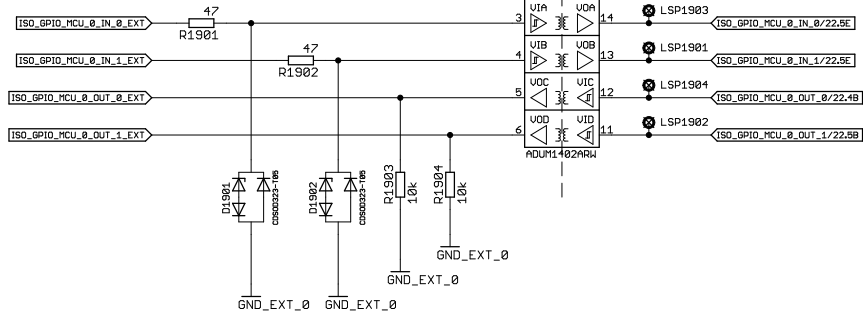 ISO_GPIO_MCU_0_IN_0_EXT
47
R1901
3
VIA
VOA
14
LSP1903
ISO_GPIO_MCU_0_IN_0/22.5E
ISO_GPIO_MCU_0_IN_1_EXT
47
R1902
4
VIB
VOB
13
LSP1901
ISO_GPIO_MCU_0_IN_1/22.5E
ISO_GPIO_MCU_0_OUT_0_EXT
5
VOC
VIC
12
LSP1904
ISO_GPIO_MCU_0_OUT_0/22.4B
ISO_GPIO_MCU_0_OUT_1_EXT
6
VOD
VID
11
LSP1902
ISO_GPIO_MCU_0_OUT_1/22.5B
ADUM1402ARW
D1901
CDSOD323-T05
D1902
CDSOD323-T05
R1903
10k
R1904
10k
GND_EXT_0
GND_EXT_0
GND_EXT_0
GND_EXT_0